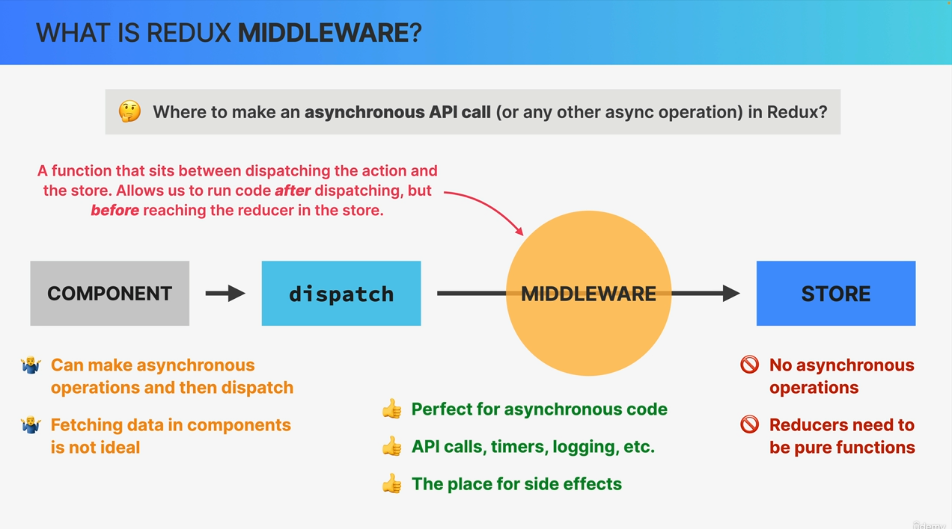 WHAT IS REDUX MIDDLEWARE?
Where to make an asynchronous API call (or any other async operation) in Redux?
A function that sits between dispatching the action and
the store. Allows us to run code after dispatching, but
before reaching the reducer in the store.
COMPONENT
dispatch
MIDDLEWARE
STORE
Can make asynchronous
operations and then dispatch
Fetching data in components
is not ideal
Perfect for asynchronous code
API calls, timers, logging, etc.
The place for side effects
No asynchronous
operations
Reducers need to
be pure functions